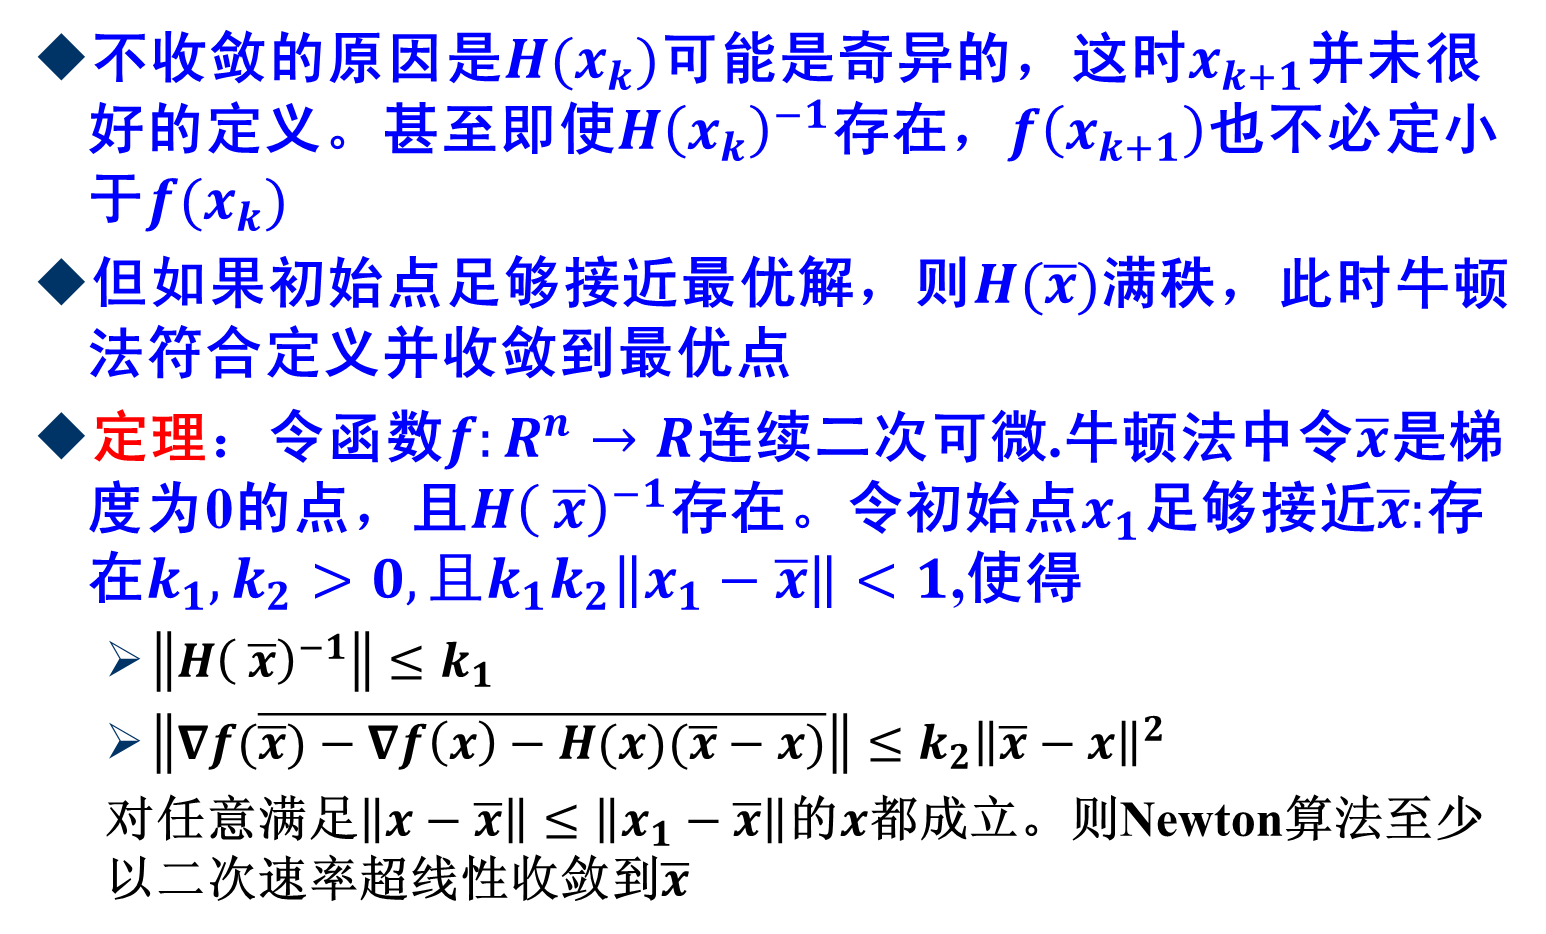 ◆不收敛的原因是H(x_k)可能是奇异的，这时x_{k+1}并未很
好的定义。甚至即使H(x_k)^{-1}存在，f(x_{k+1})也不必定小
于f(x_k)
◆但如果初始点足够接近最优解，则H(x̅)满秩，此时牛顿
法符合定义并收敛到最优点
◆定理：令函数f: R^n → R连续二次可微.牛顿法中令x̅是梯
度为0的点，且H( x̅)^{-1}存在。令初始点x_1足够接近x̅:存
在k_1, k_2 > 0, 且k_1k_2‖x_1 − x̅‖ < 1,使得
➢‖H( x̅)^{-1}‖ ≤ k_1
➢‖∇f(\overline{x̅) − ∇f(x) − H(x)(x̅ − x)}‖ ≤ k_2‖x̅ − x‖^2
对任意满足‖x − x̅‖ ≤ ‖x_1 − x̅‖的x都成立。则Newton算法至少
以二次速率超线性收敛到x̅